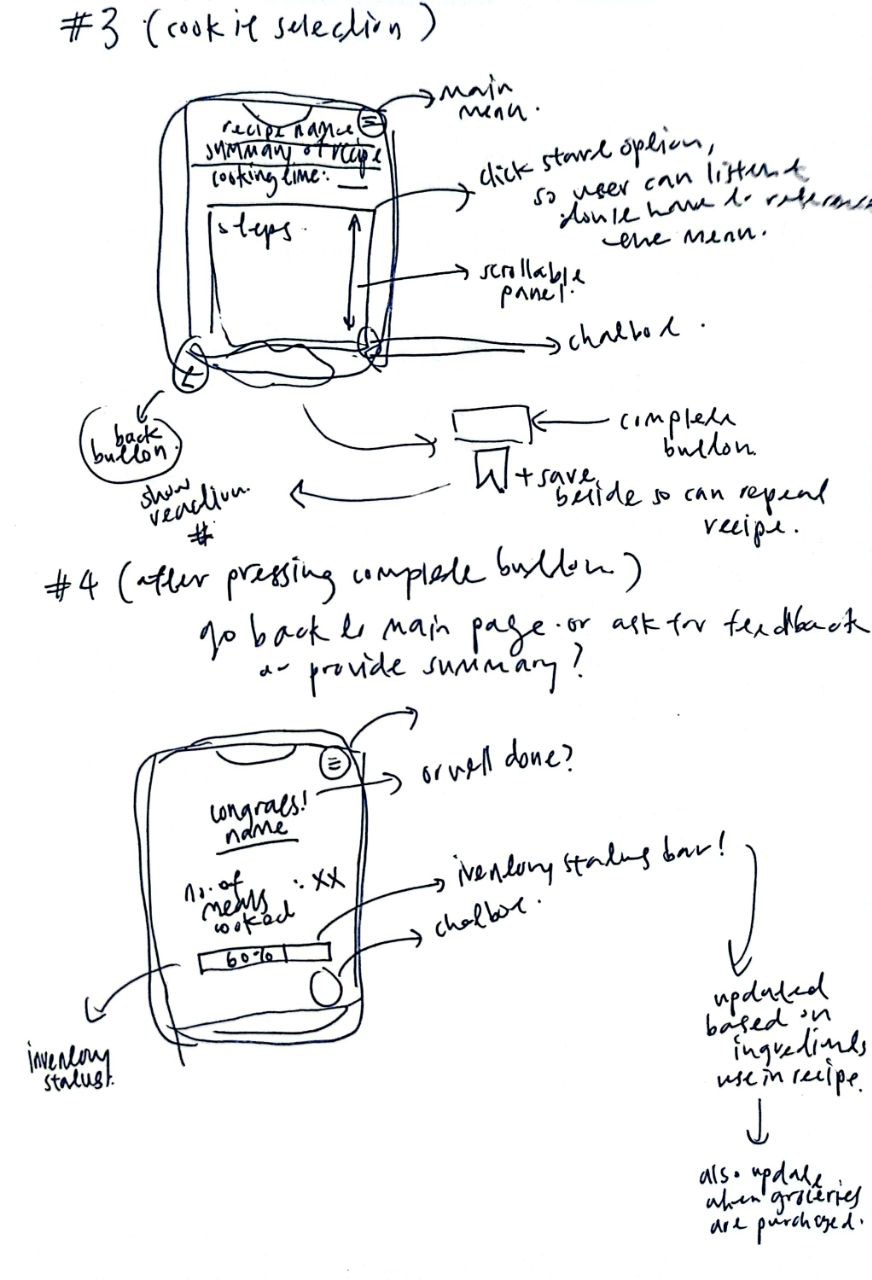 #3 (cook it selection)
main
menu.
recipe name
summary of recipe
cooking time: __
click start option,
so user can listen &
don't have to reference
the menu.
steps.
scrollable
panel.
chatbox.
back
button.
complete
button.
+ save
beside so can repeat
recipe.
show
reaction.
#
#4 (after pressing complete button.)
go back to main page. or ask for feedback
or provide summary?
or well done?
congrats!
name
no. of
meals
cooked
: XX
iventory status bar!
chatbox.
60%
inventory
status.
updated
based on
ingredients
use in recipe.
also update
when groceries
are purchased.